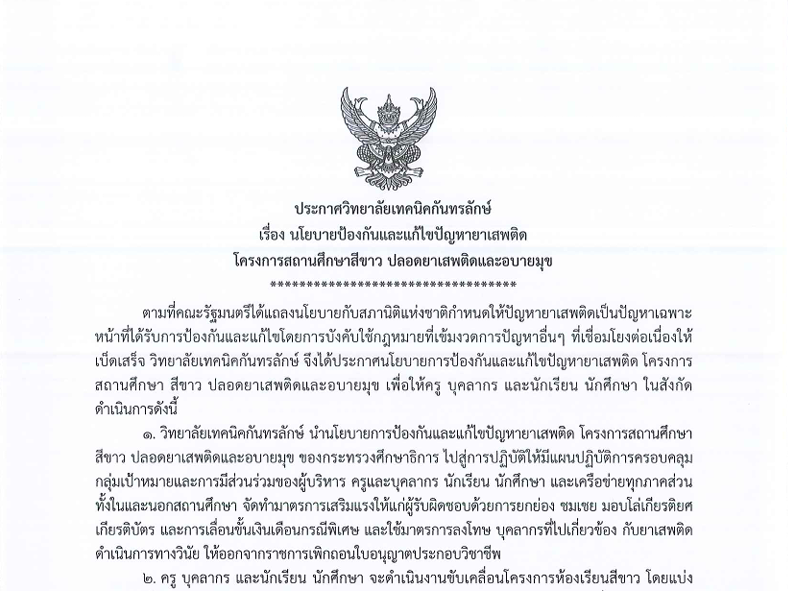 ประกาศวิทยาลัยเทคนิคกันทรลักษ์
เรื่อง นโยบายป้องกันและแก้ไขปัญหายาเสพติด
โครงการสถานศึกษาสีขาว ปลอดยาเสพติดและอบายมุข
**********************************
ตามที่คณะรัฐมนตรีได้แถลงนโยบายกับสภานิติแห่งชาติกำหนดให้ปัญหายาเสพติดเป็นปัญหาเฉพาะ
หน้าที่ได้รับการป้องกันและแก้ไขโดยการบังคับใช้กฎหมายที่เข้มงวดการปัญหาอื่นๆ ที่เชื่อมโยงต่อเนื่องให้
เบ็ดเสร็จ วิทยาลัยเทคนิคกันทรลักษ์ จึงได้ประกาศนโยบายการป้องกันและแก้ไขปัญหายาเสพติด โครงการ
สถานศึกษา สีขาว ปลอดยาเสพติดและอบายมุข เพื่อให้ครู บุคลากร และนักเรียน นักศึกษา ในสังกัด
ดำเนินการดังนี้
๑. วิทยาลัยเทคนิคกันทรลักษ์ นำนโยบายการป้องกันและแก้ไขปัญหายาเสพติด โครงการสถานศึกษา
สีขาว ปลอดยาเสพติดและอบายมุข ของกระทรวงศึกษาธิการ ไปสู่การปฏิบัติให้มีแผนปฏิบัติการครอบคลุม
กลุ่มเป้าหมายและการมีส่วนร่วมของผู้บริหาร ครูและบุคลากร นักเรียน นักศึกษา และเครือข่ายทุกภาคส่วน
ทั้งในและนอกสถานศึกษา จัดทำมาตรการเสริมแรงให้แก่ผู้รับผิดชอบด้วยการยกย่อง ชมเชย มอบโล่เกียรติยศ
เกียรติบัตร และการเลื่อนขั้นเงินเดือนกรณีพิเศษ และใช้มาตรการลงโทษ บุคลากรที่ไปเกี่ยวข้อง กับยาเสพติด
ดำเนินการทางวินัย ให้ออกจากราชการเพิกถอนใบอนุญาตประกอบวิชาชีพ
๒. ครู บุคลากร และนักเรียน นักศึกษา จะดำเนินงานขับเคลื่อนโครงการห้องเรียนสีขาว โดยแบ่ง